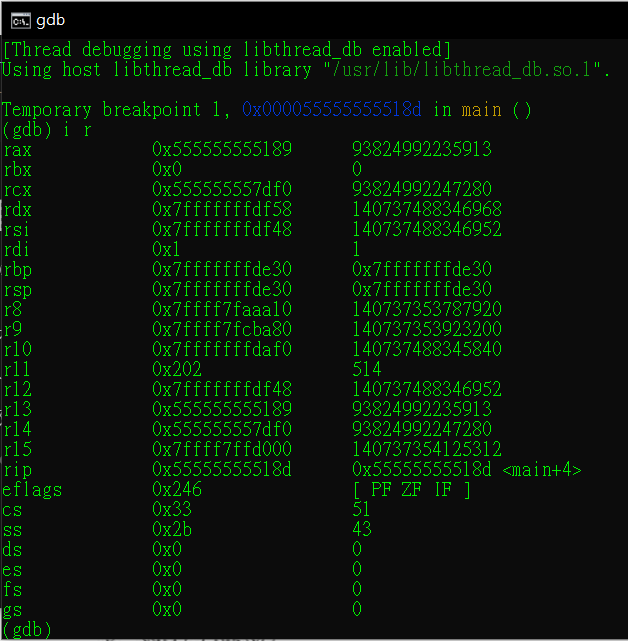 gdb
[Thread debugging using libthread_db enabled]
Using host libthread_db library "/usr/lib/libthread_db.so.1".
Temporary breakpoint 1, 0x000055555555518d in main ()
(gdb) i r
rax 0x555555555189 93824992235913
rbx 0x0 0
rcx 0x555555557df0 93824992247280
rdx 0x7fffffffdf58 140737488346968
rsi 0x7fffffffdf48 140737488346952
rdi 0x1 1
rbp 0x7fffffffde30 0x7fffffffde30
rsp 0x7fffffffde30 0x7fffffffde30
r8 0x7ffff7faaa10 140737353787920
r9 0x7ffff7fcba80 140737353923200
r10 0x7fffffffdaf0 140737488345840
r11 0x202 514
r12 0x7fffffffdf48 140737488346952
r13 0x555555555189 93824992235913
r14 0x555555557df0 93824992247280
r15 0x7ffff7ffd000 140737354125312
rip 0x55555555518d 0x55555555518d <main+4>
eflags 0x246 [ PF ZF IF ]
cs 0x33 51
ss 0x2b 43
ds 0x0 0
es 0x0 0
fs 0x0 0
gs 0x0 0
(gdb)